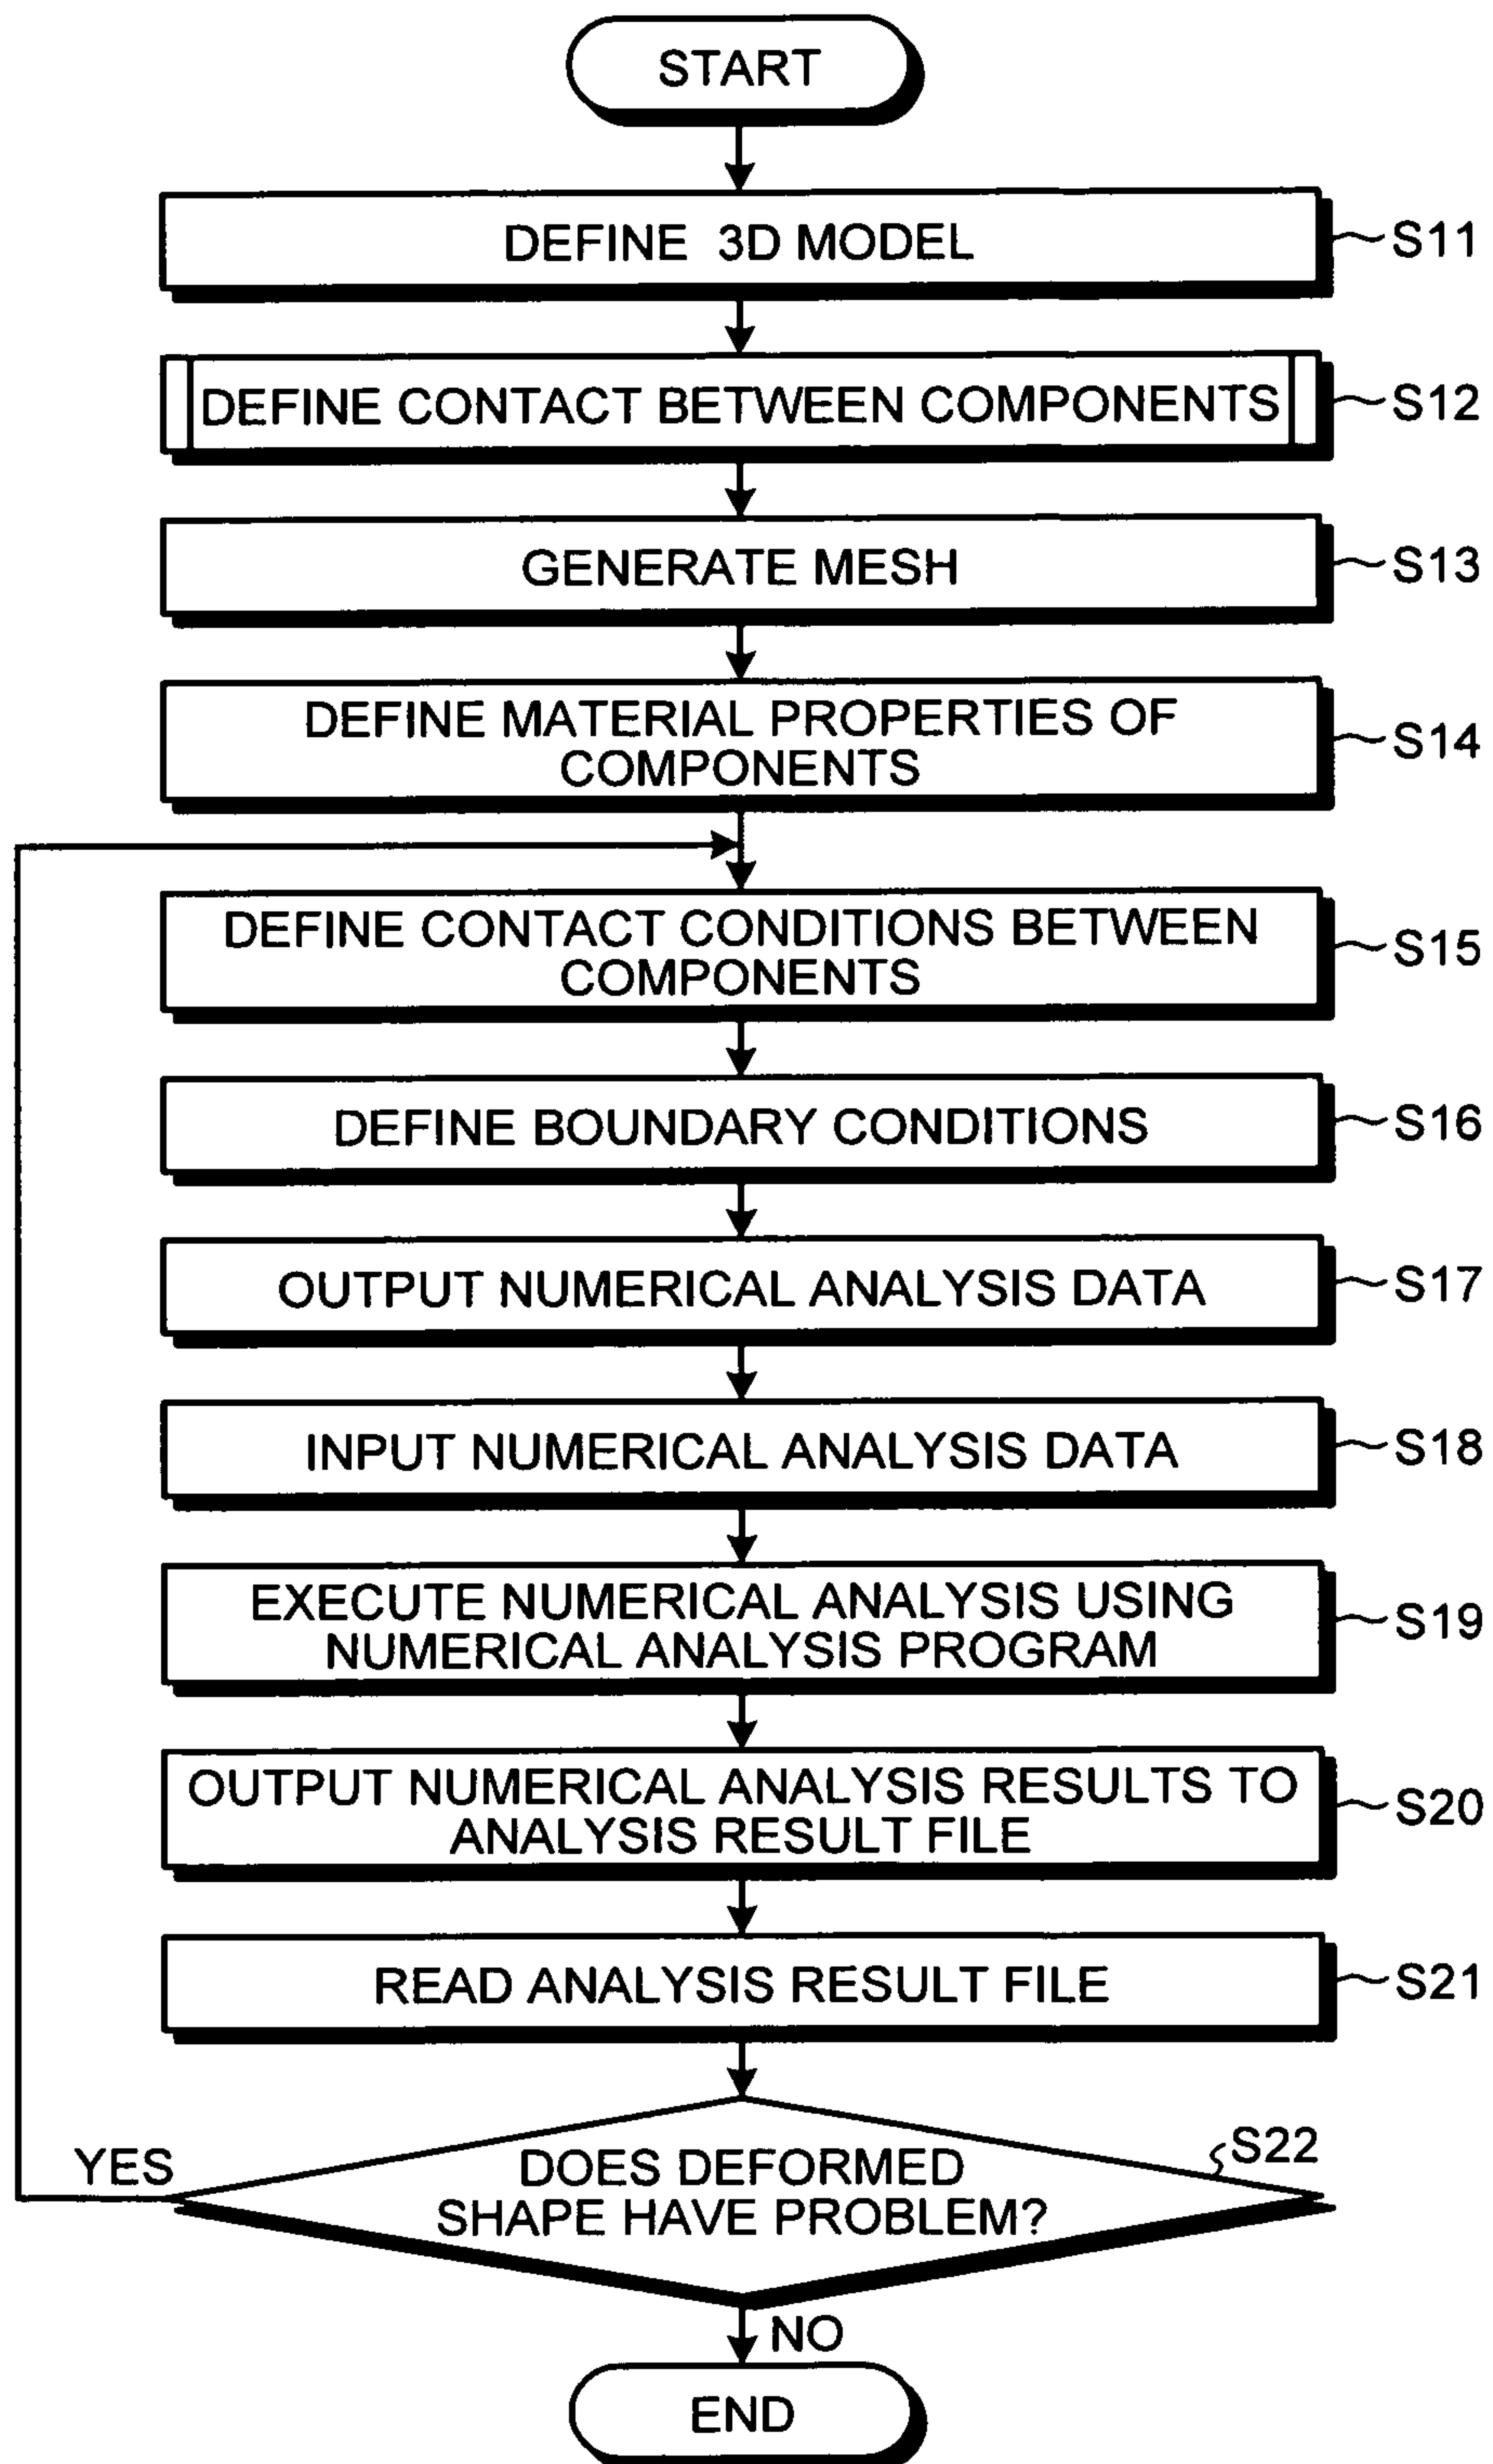 START
DEFINE 3D MODEL
S11
DEFINE CONTACT BETWEEN COMPONENTS
S12
GENERATE MESH
S13
DEFINE MATERIAL PROPERTIES OF
COMPONENTS
S14
DEFINE CONTACT CONDITIONS BETWEEN
COMPONENTS
S15
DEFINE BOUNDARY CONDITIONS
S16
OUTPUT NUMERICAL ANALYSIS DATA
S17
INPUT NUMERICAL ANALYSIS DATA
S18
EXECUTE NUMERICAL ANALYSIS USING
NUMERICAL ANALYSIS PROGRAM
S19
OUTPUT NUMERICAL ANALYSIS RESULTS TO
ANALYSIS RESULT FILE
S20
READ ANALYSIS RESULT FILE
S21
YES
DOES DEFORMED
SHAPE HAVE PROBLEM?
S22
NO
END